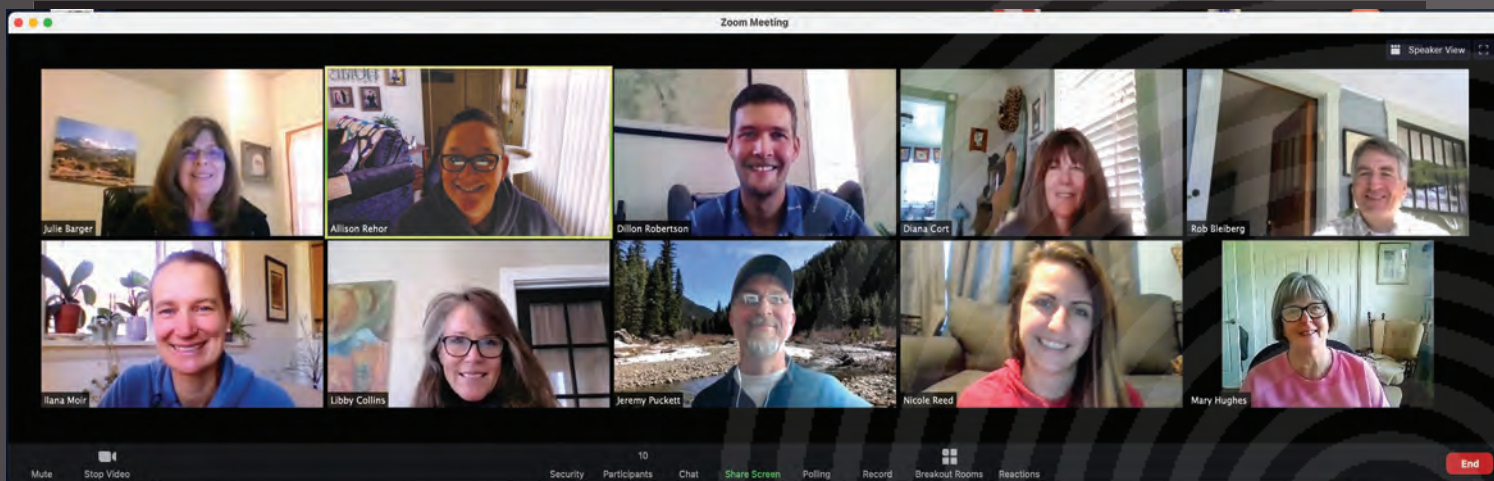 Zoom Meeting
Speaker View
Julie Barger
Allison Rehor
Dillon Robertson
Diana Cort
Rob Bleiberg
Ilana Moir
Libby Collins
Jeremy Puckett
Nicole Reed
Mary Hughes
10
Mute Stop Video Security Participants Chat Share Screen Polling Record Breakout Rooms Reactions End